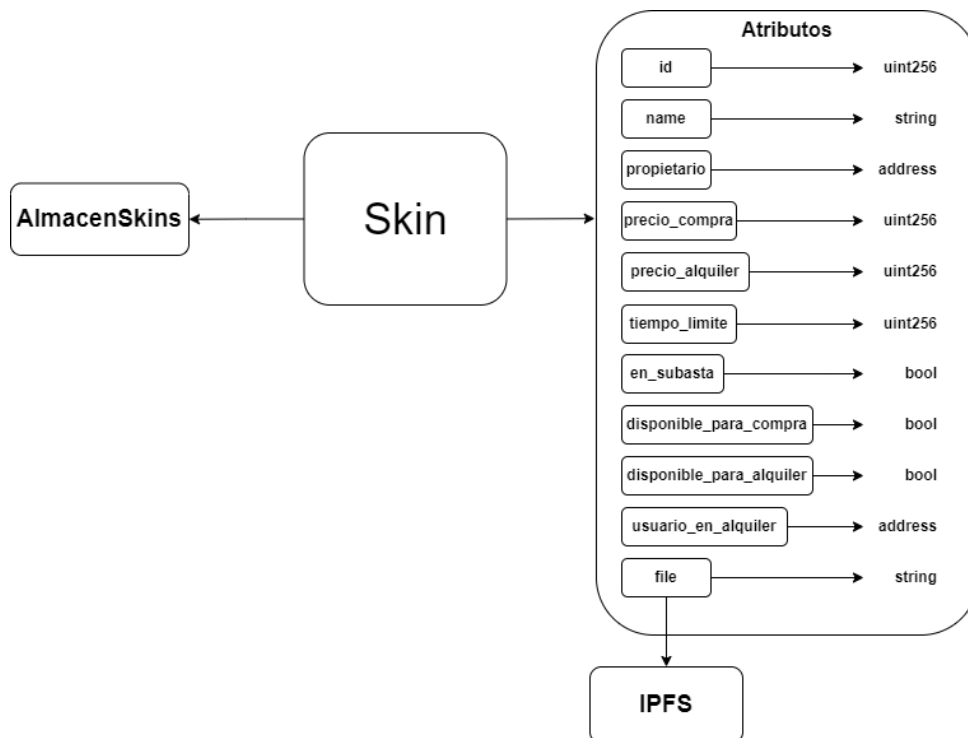 Atributos
id
uint256
name
string
propietario
address
AlmacenSkins
Skin
precio_compra
uint256
precio_alquiler
uint256
tiempo_limite
uint256
en_subasta
bool
disponible_para_compra
bool
disponible_para_alquiler
bool
usuario_en_alquiler
address
file
string
IPFS